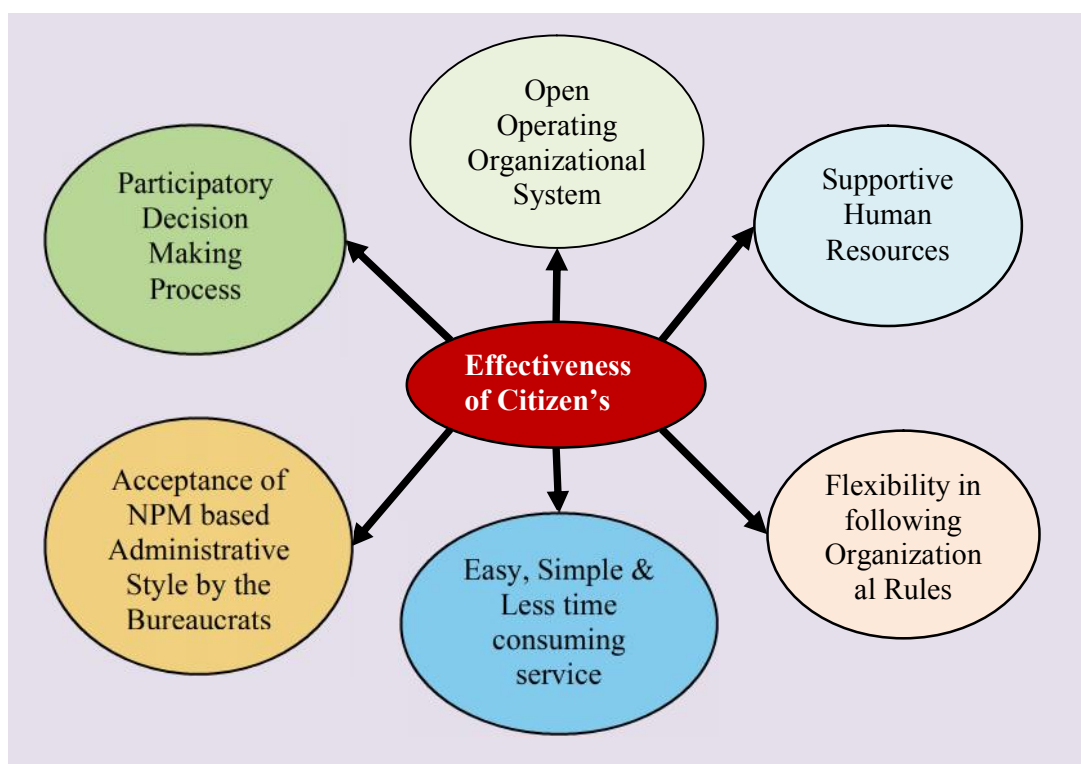 Open
Operating
Organizational
System
Participatory
Decision
Making
Process
Supportive
Human
Resources
Effectiveness
of Citizen’s
Acceptance of
NPM based
Administrative
Style by the
Bureaucrats
Easy, Simple &
Less time
consuming
service
Flexibility in
following
Organization
al Rules